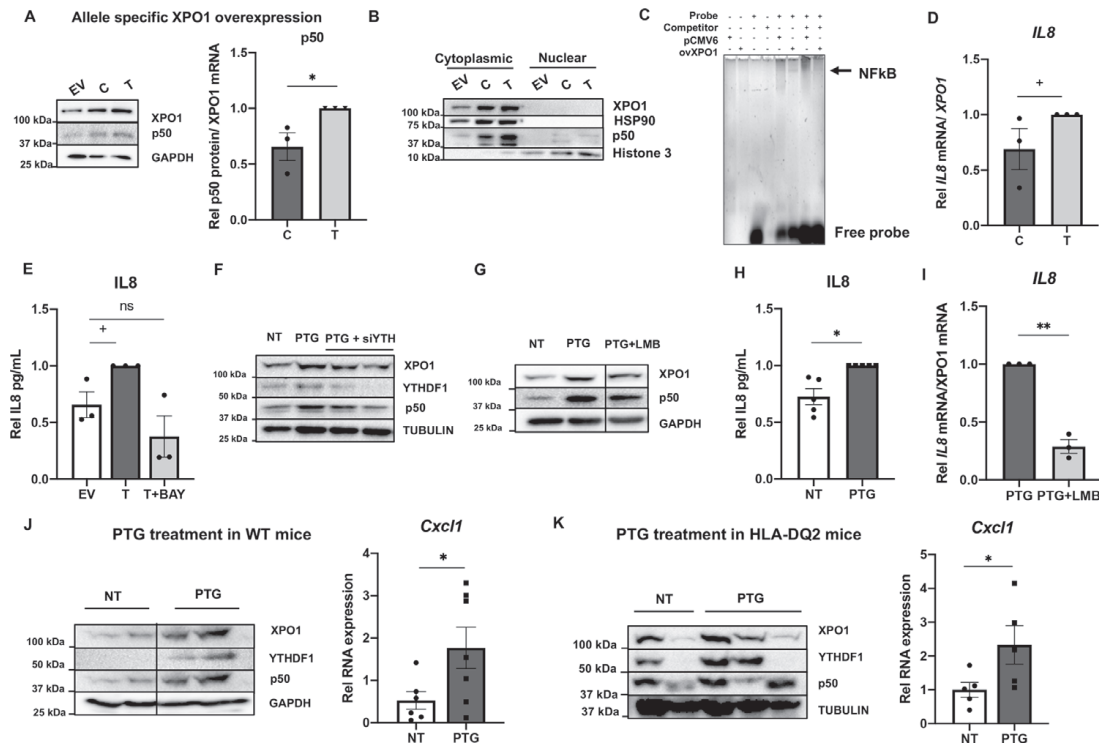 A
Allele specific XPO1 overexpression
EV C T
100 kDa
37 kDa
25 kDa
XPO1
p50
GAPDH
p50
Rel p50 protein/ XPO1 mRNA
1.5
1.0
0.5
0.0
*
C T
B
Cytoplasmic Nuclear
EV C T EV C T
100 kDa
75 kDa
37 kDa
10 kDa
XPO1
HSP90
p50
Histone 3
C
Probe - - + - + + + +
Competitor
pCMV6
ovXPO1
NFkB
Free probe
D
IL8
Rel IL8 mRNA/ XPO1
1.5
1.0
0.5
0.0
+
C T
E
IL8
Rel IL8 pg/mL
1.5
1.0
0.5
0.0
ns
+
EV T T+BAY
F
NT PTG PTG + siYTH
100 kDa
50 kDa
37 kDa
XPO1
YTHDF1
p50
TUBULIN
G
NT PTG PTG+LMB
100 kDa
37 kDa
25 kDa
XPO1
p50
GAPDH
H
IL8
Rel IL8 pg/mL
1.5
1.0
0.5
0.0
*
NT PTG
I
IL8
Rel IL8 mRNA/XPO1 mRNA
1.5
1.0
0.5
0.0
**
PTG PTG+LMB
J
PTG treatment in WT mice
NT PTG
100 kDa
50 kDa
37 kDa
25 kDa
XPO1
YTHDF1
p50
GAPDH
Cxcl1
Rel RNA expression
4
3
2
1
0
*
NT PTG
K
PTG treatment in HLA-DQ2 mice
NT PTG
100 kDa
50 kDa
37 kDa
37 kDa
XPO1
YTHDF1
p50
TUBULIN
Cxcl1
Rel RNA expression
5
4
3
2
1
0
*
NT PTG